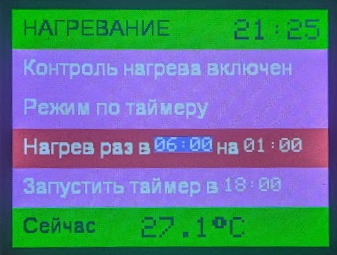 НАГРЕВАНИЕ 21:25
Контроль нагрева включен
Режим по таймеру
Нагрев раз в 06:00 на 01:00
Запустить таймер в 18:00
Сейчас 27.1°C